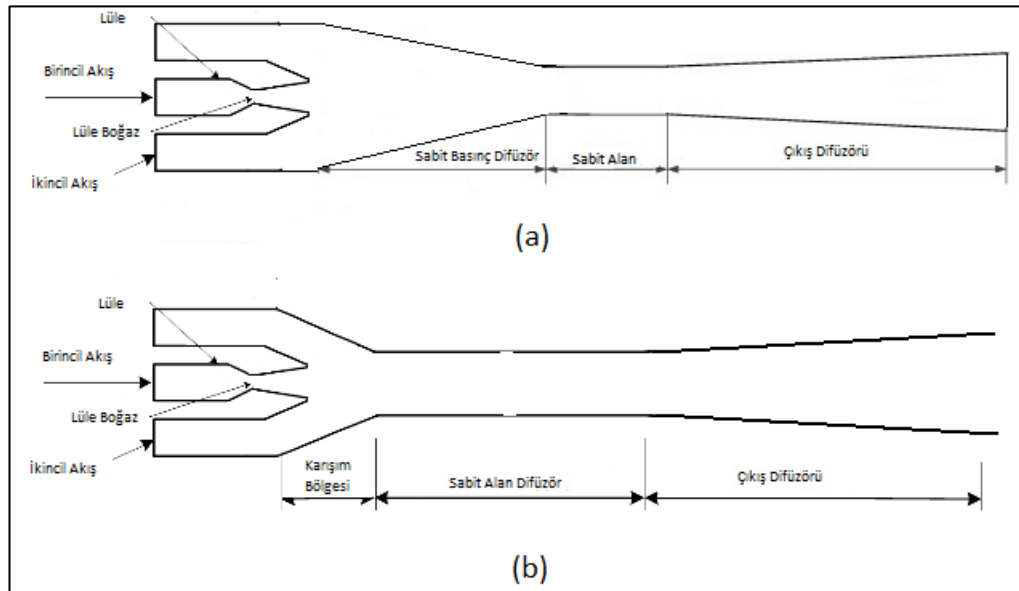 Lüle
Birincil Akış
Lüle Boğaz
İkincil Akış
Sabit Basınç Difüzör
Sabit Alan
Çıkış Difüzörü
(a)
Lüle
Birincil Akış
Lüle Boğaz
İkincil Akış
Karışım
Bölgesi
Sabit Alan Difüzör
Çıkış Difüzörü
(b)